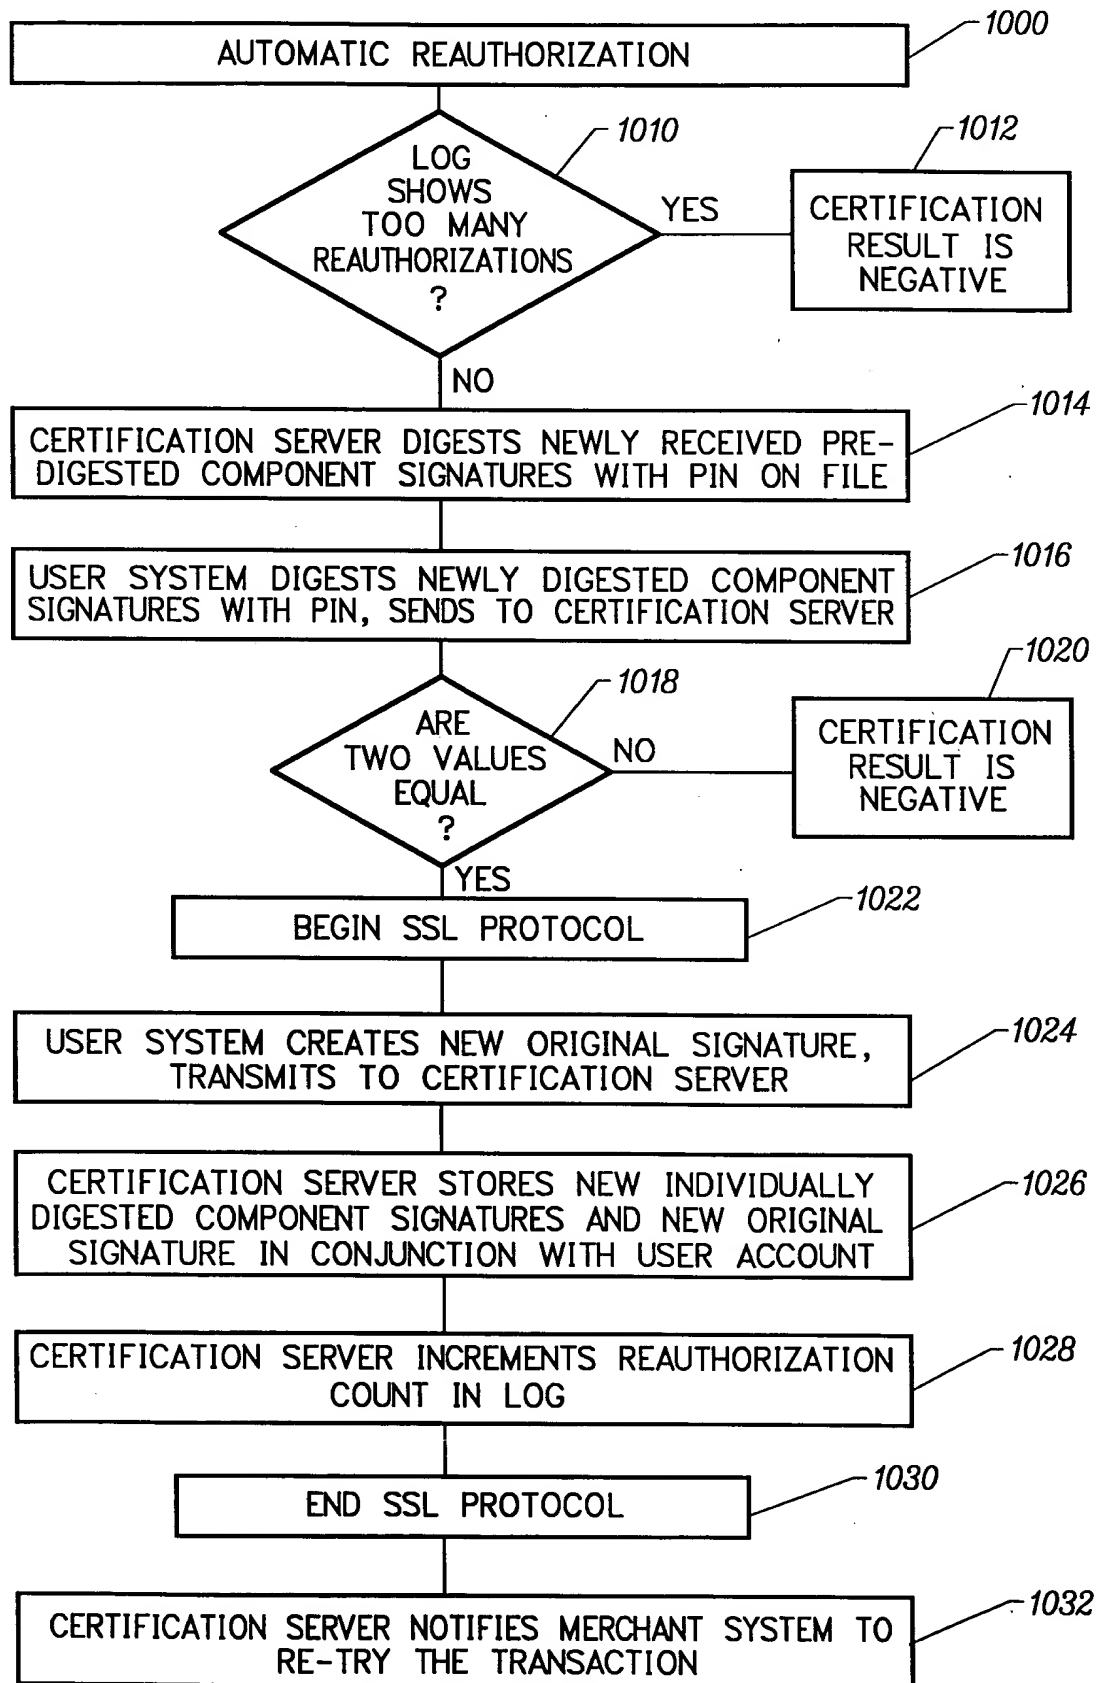 1000
AUTOMATIC REAUTHORIZATION
1010
LOG
SHOWS
TOO MANY
REAUTHORIZATIONS
?
YES
1012
CERTIFICATION
RESULT IS
NEGATIVE
NO
1014
CERTIFICATION SERVER DIGESTS NEWLY RECEIVED PRE-
DIGESTED COMPONENT SIGNATURES WITH PIN ON FILE
1016
USER SYSTEM DIGESTS NEWLY DIGESTED COMPONENT
SIGNATURES WITH PIN, SENDS TO CERTIFICATION SERVER
1018
ARE
TWO VALUES
EQUAL
?
NO
1020
CERTIFICATION
RESULT IS
NEGATIVE
YES
1022
BEGIN SSL PROTOCOL
1024
USER SYSTEM CREATES NEW ORIGINAL SIGNATURE,
TRANSMITS TO CERTIFICATION SERVER
1026
CERTIFICATION SERVER STORES NEW INDIVIDUALLY
DIGESTED COMPONENT SIGNATURES AND NEW ORIGINAL
SIGNATURE IN CONJUNCTION WITH USER ACCOUNT
1028
CERTIFICATION SERVER INCREMENTS REAUTHORIZATION
COUNT IN LOG
1030
END SSL PROTOCOL
1032
CERTIFICATION SERVER NOTIFIES MERCHANT SYSTEM TO
RE-TRY THE TRANSACTION